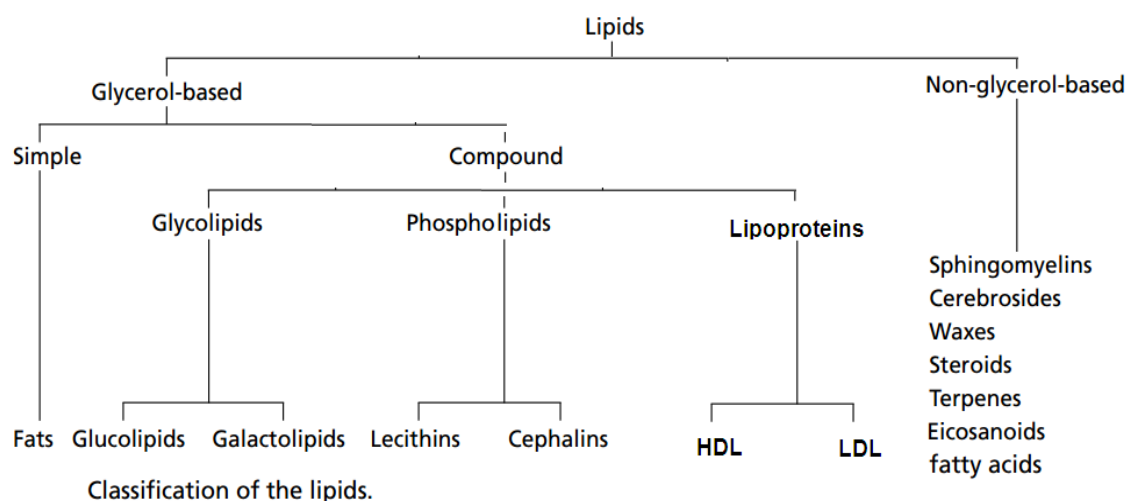 Lipids
Glycerol-based
Non-glycerol-based
Simple
Compound
Glycolipids
Phospholipids
Lipoproteins
Sphingomyelins
Cerebrosides
Waxes
Steroids
Terpenes
Eicosanoids
fatty acids
Fats
Glucolipids
Galactolipids
Lecithins
Cephalins
HDL
LDL
Classification of the lipids.